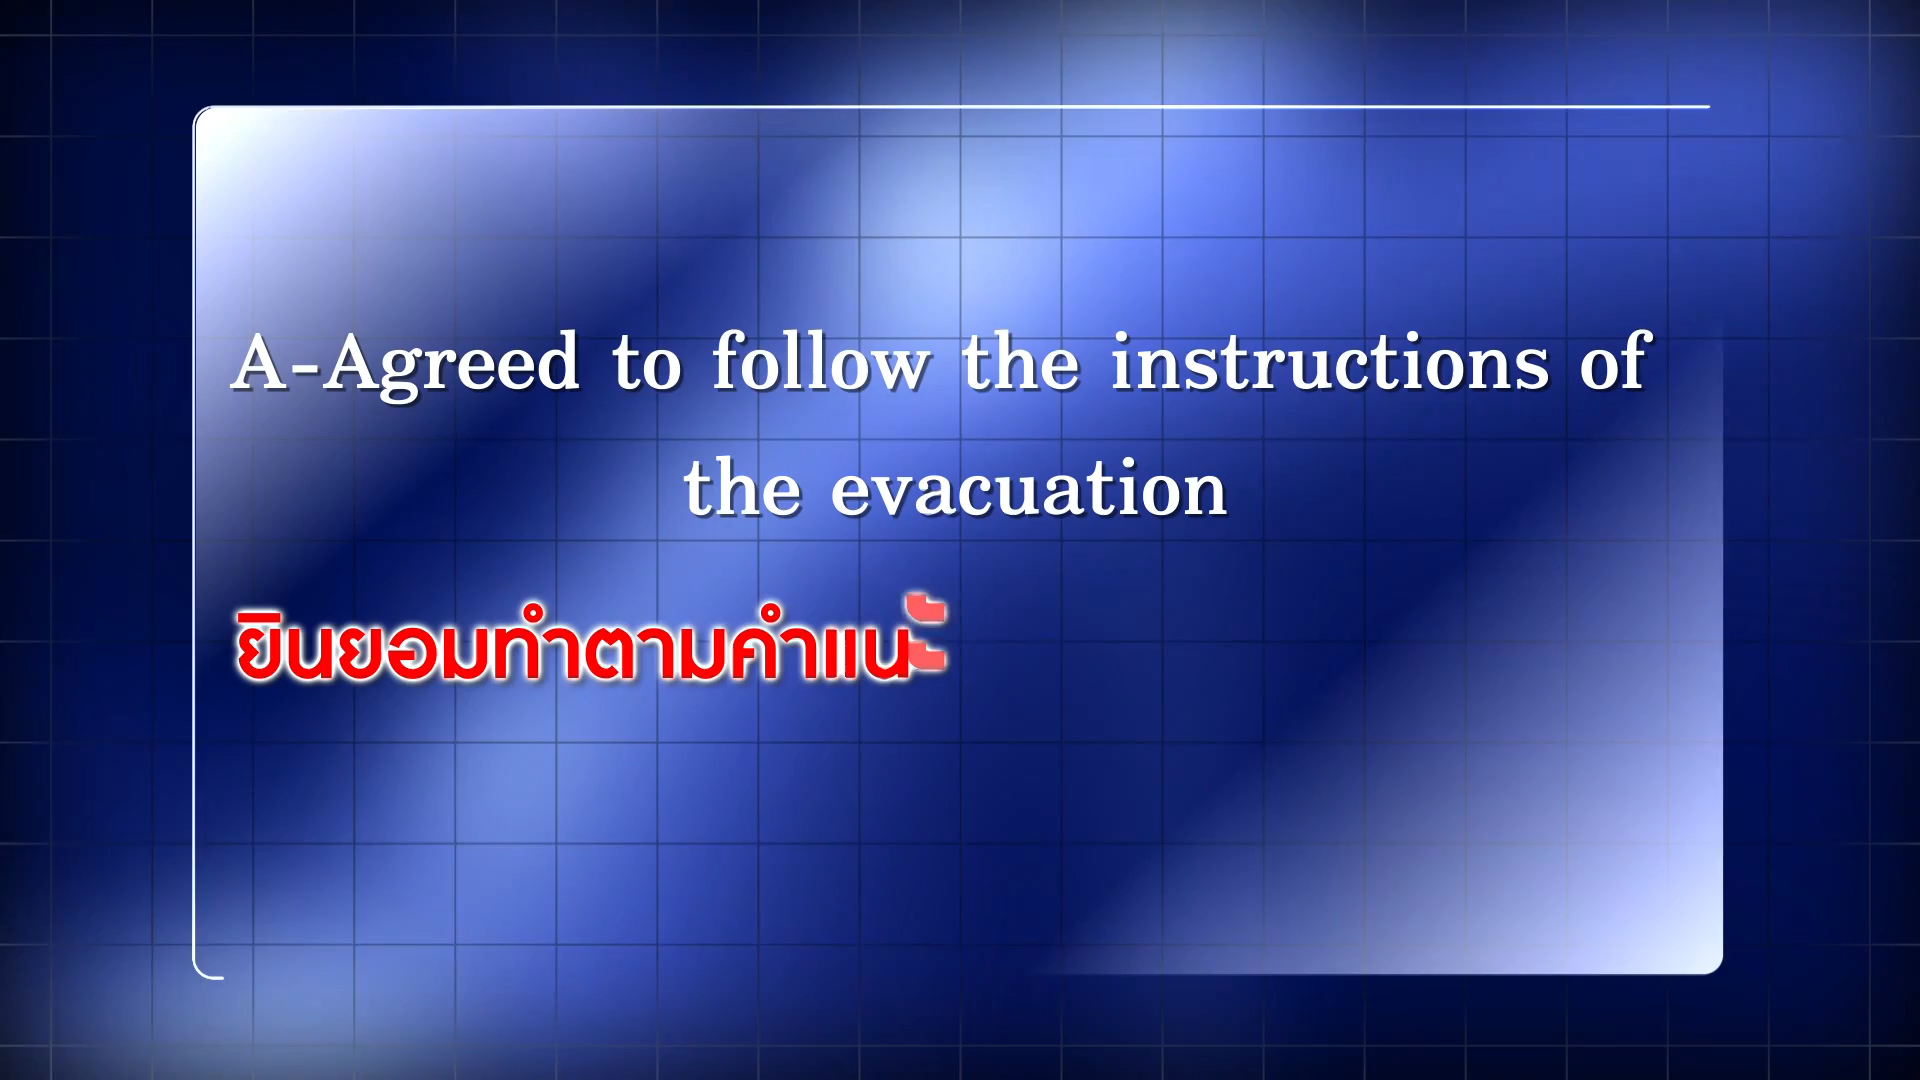 A-Agreed to follow the instructions of
the evacuation
ยินยอมทำตามคำแน